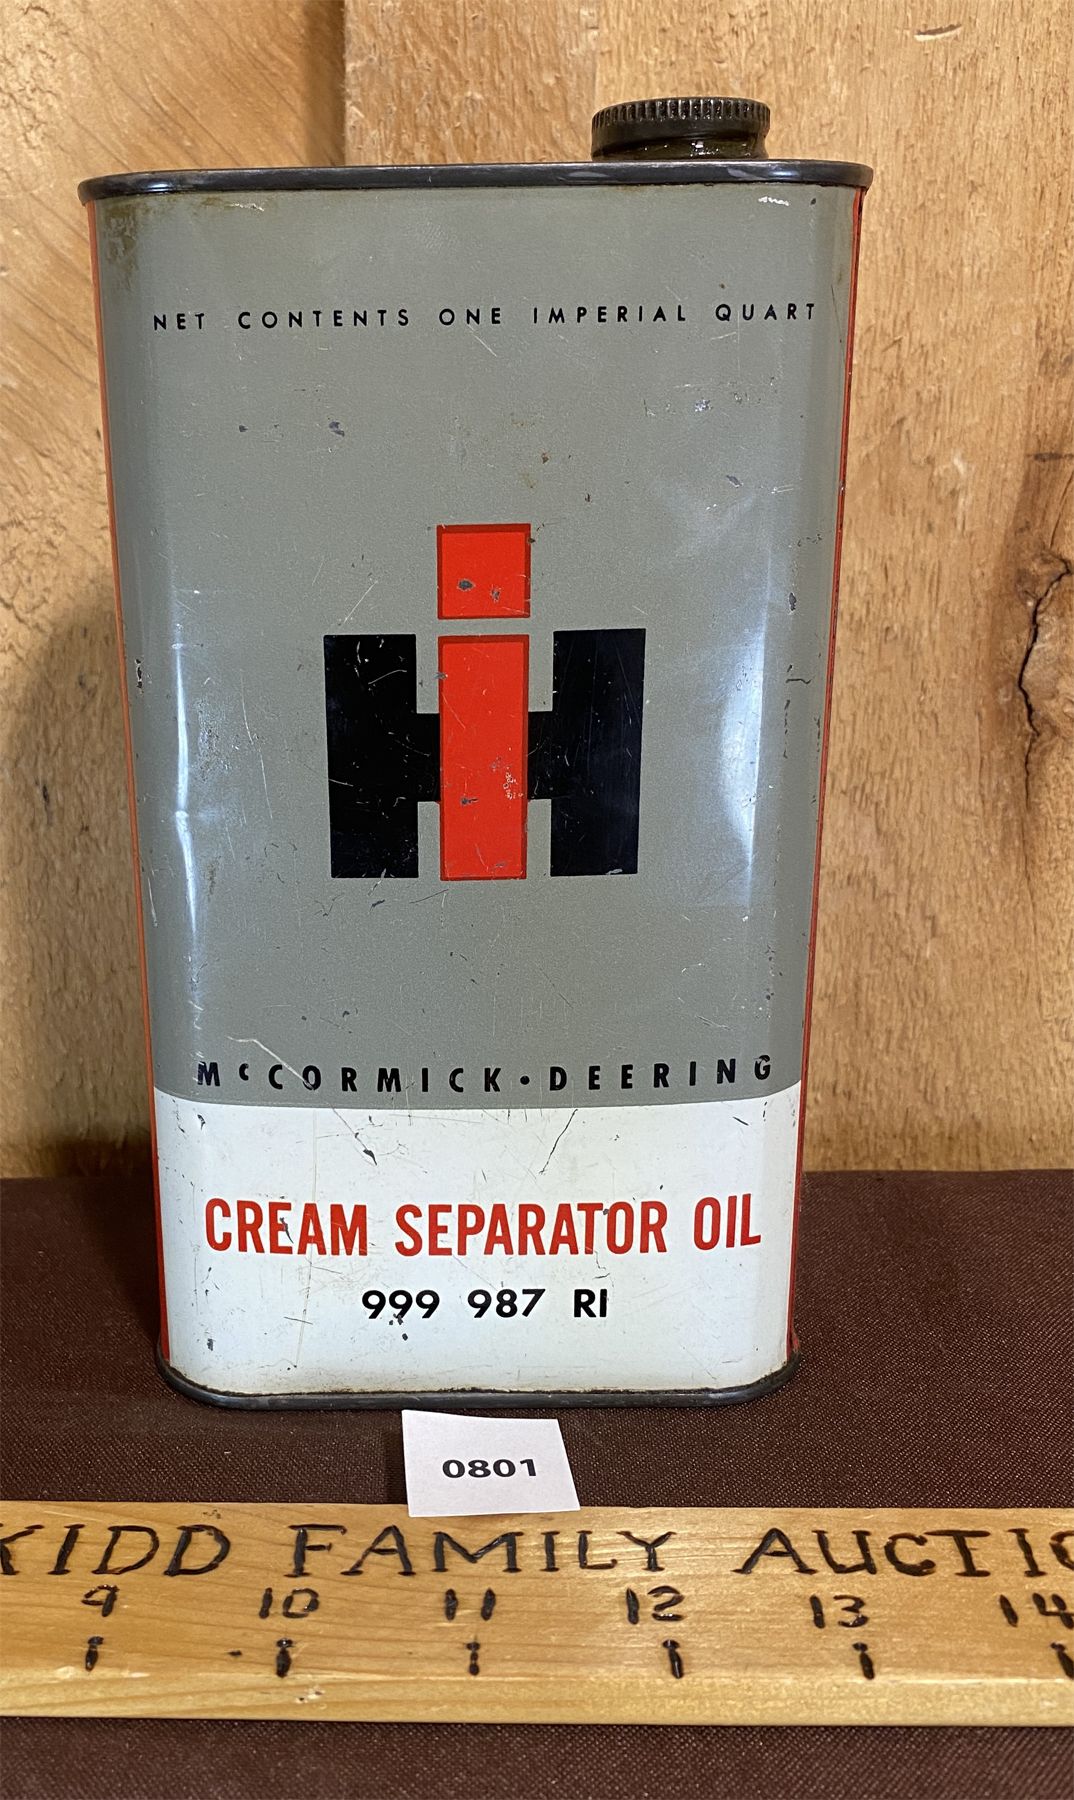 NET CONTENTS ONE IMPERIAL QUART
IH
McCORMICK·DEERING
CREAM SEPARATOR OIL
999 987 RI
0801
KIDD FAMILY AUCTIO
9 10 11 12 13 14